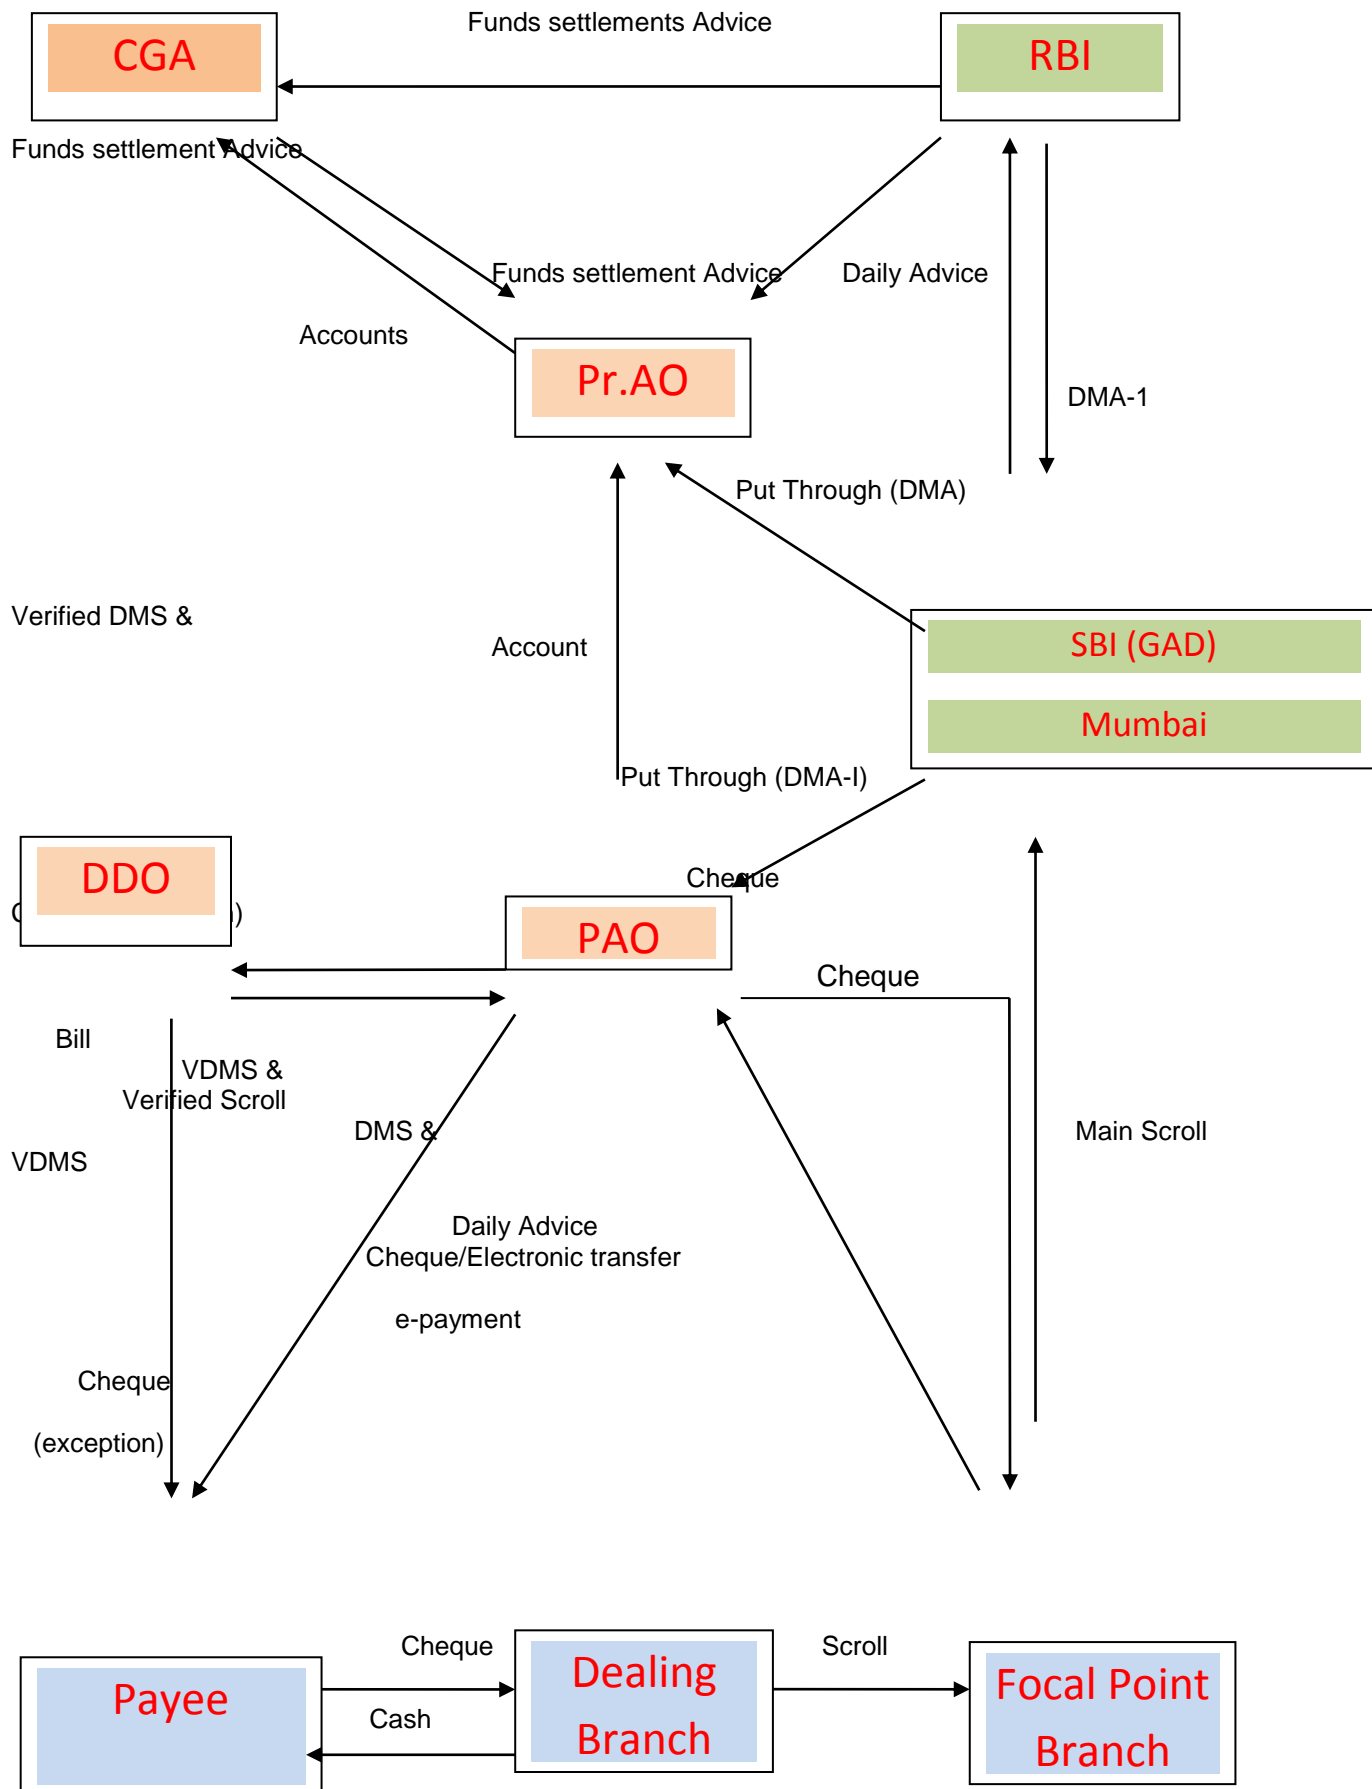 Funds settlements Advice
CGA
RBI
Funds settlement Advice
Funds settlement Advice
Daily Advice
Accounts
Pr.AO
DMA-1
Put Through (DMA)
Verified DMS &
Account
SBI (GAD)
Mumbai
Put Through (DMA-I)
DDO
Cheque
PAO
Cheque
Bill
VDMS &
Verified Scroll
DMS &
Main Scroll
VDMS
Daily Advice
Cheque/Electronic transfer
e-payment
Cheque
(exception)
Cheque
Scroll
Payee
Dealing
Branch
Focal Point
Branch
Cash